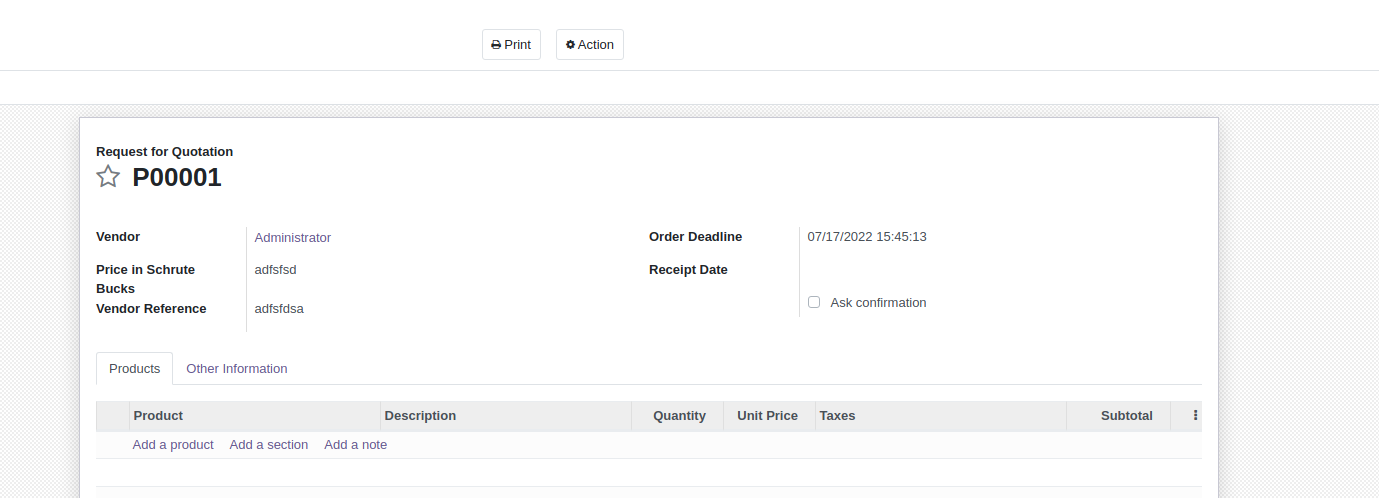 Print Action
Request for Quotation
P00001
Vendor Administrator
Price in Schrute Bucks adfsfsd
Vendor Reference adfsfdsa
Order Deadline 07/17/2022 15:45:13
Receipt Date
Ask confirmation
Products Other Information
Product Description Quantity Unit Price Taxes Subtotal
Add a product Add a section Add a note